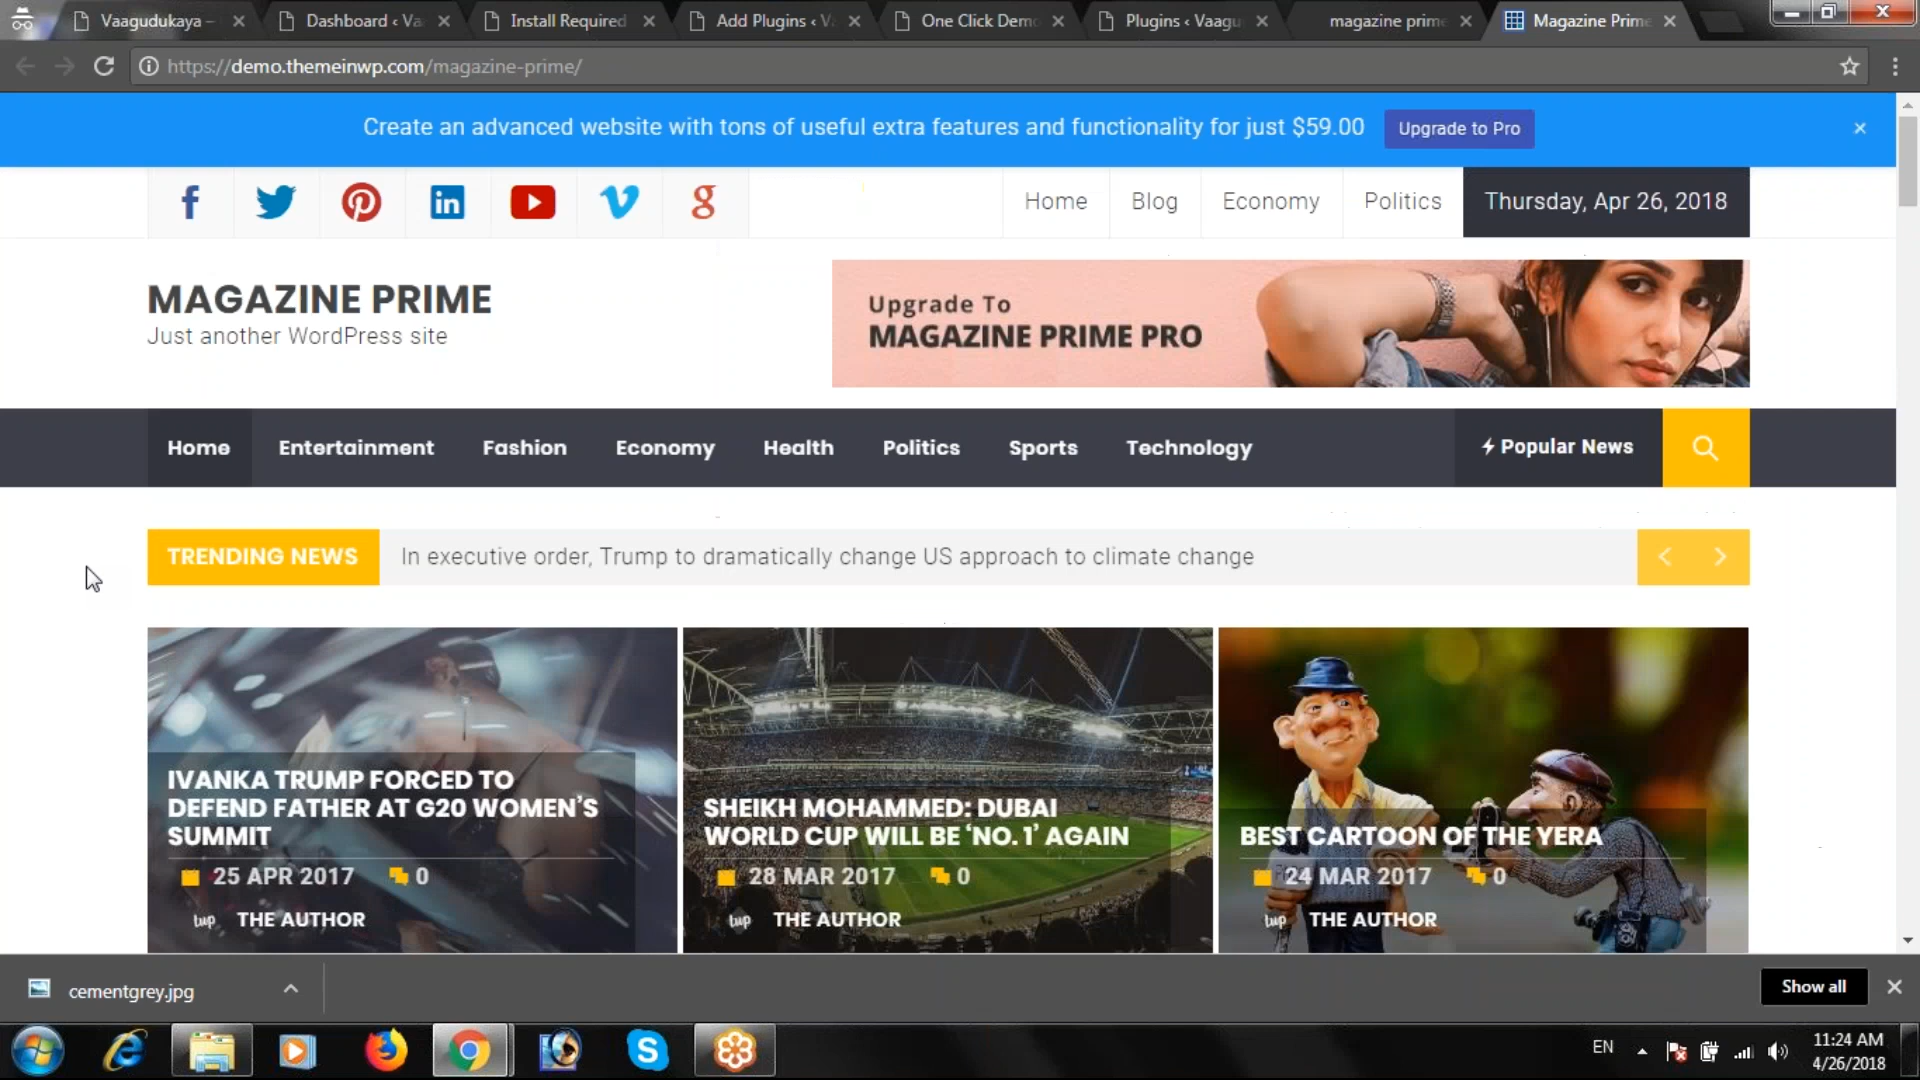 Vaagudukaya –
Dashboard ‹ Va
Install Required
Add Plugins ‹ V
One Click Demo
Plugins ‹ Vaagu
magazine prime
Magazine Prime
https://demo.themeinwp.com/magazine-prime/
Create an advanced website with tons of useful extra features and functionality for just $59.00
Upgrade to Pro
Home
Blog
Economy
Politics
Thursday, Apr 26, 2018
MAGAZINE PRIME
Just another WordPress site
Upgrade To
MAGAZINE PRIME PRO
Home
Entertainment
Fashion
Economy
Health
Politics
Sports
Technology
Popular News
TRENDING NEWS
In executive order, Trump to dramatically change US approach to climate change
IVANKA TRUMP FORCED TO
DEFEND FATHER AT G20 WOMEN'S
SUMMIT
25 APR 2017 0
twp THE AUTHOR
SHEIKH MOHAMMED: DUBAI
WORLD CUP WILL BE ‘NO. 1’ AGAIN
28 MAR 2017 0
twp THE AUTHOR
BEST CARTOON OF THE YERA
24 MAR 2017 0
twp THE AUTHOR
cementgrey.jpg
Show all
EN
11:24 AM
4/26/2018